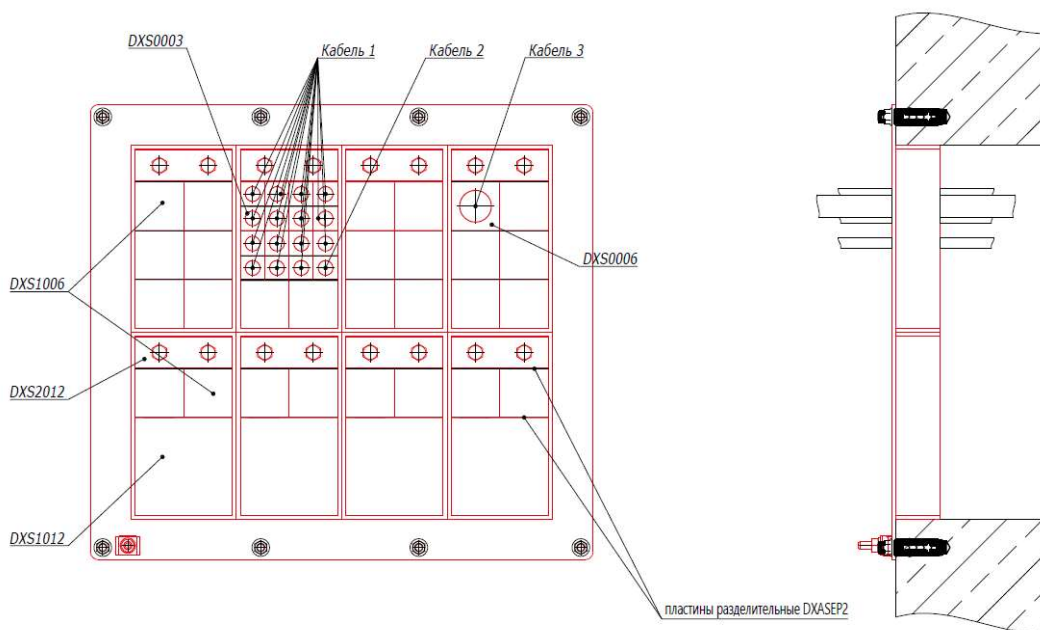 DXS0003
Кабель 1
Кабель 2
Кабель 3
DXS0006
DXS1006
DXS2012
DXS1012
пластины разделительные DXASEP2